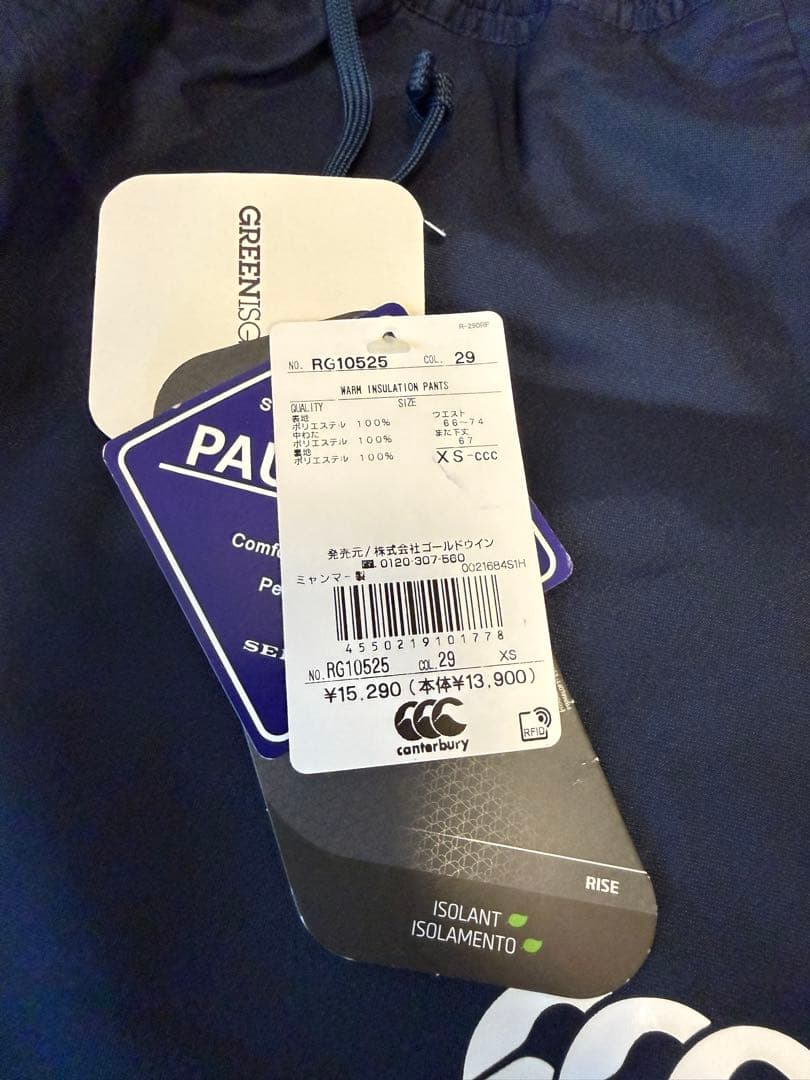 GREENISO
R-290RF
NO. RG10525 COL. 29
WARM INSULATION PANTS
QUALITY SIZE
表地
ポリエステル 100%
中わた
ポリエステル 100%
裏地
ポリエステル 100%
ウエスト
66～74
また下丈
67
XS-ccc
発売元/株式会社ゴールドウイン
0120-307-560
ミャンマー製
0021684S1H
4550219101778
NO. RG10525 COL. 29 XS
¥15,290 (本体¥13,900)
canterbury
RFID
PAU
Comf
Pe
RISE
ISOLANT
ISOLAMENTO